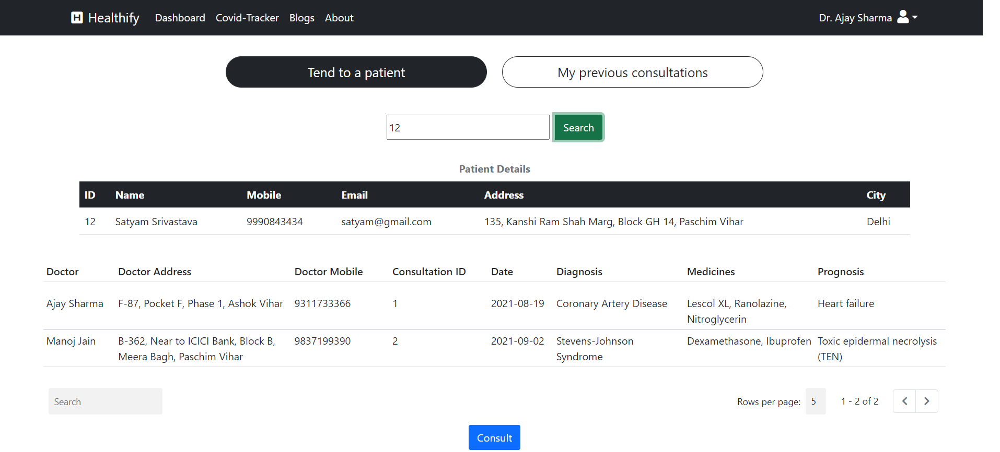 H Healthify Dashboard Covid-Tracker Blogs About Dr. Ajay Sharma
Tend to a patient My previous consultations
12 Search
Patient Details
ID Name Mobile Email Address City
12 Satyam Srivastava 9990843434 satyam@gmail.com 135, Kanshi Ram Shah Marg, Block GH 14, Paschim Vihar Delhi
Doctor Doctor Address Doctor Mobile Consultation ID Date Diagnosis Medicines Prognosis
Ajay Sharma F-87, Pocket F, Phase 1, Ashok Vihar 9311733366 1 2021-08-19 Coronary Artery Disease Lescol XL, Ranolazine, Heart failure
Nitroglycerin
Manoj Jain B-362, Near to ICICI Bank, Block B, 9837199390 2 2021-09-02 Stevens-Johnson Dexamethasone, Ibuprofen Toxic epidermal necrolysis
Meera Bagh, Paschim Vihar Syndrome (TEN)
Search Rows per page: 5 1 - 2 of 2
Consult